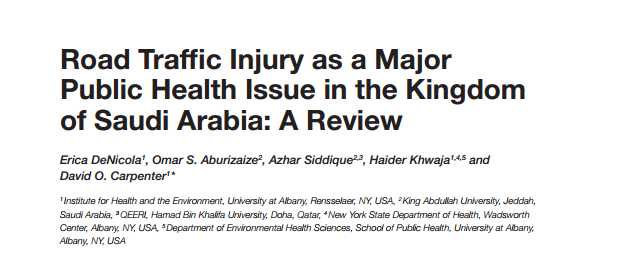 Road Traffic Injury as a Major
Public Health Issue in the Kingdom
of Saudi Arabia: A Review
Erica DeNicola¹, Omar S. Aburizaize², Azhar Siddique²,³, Haider Khwaja¹,⁴,⁵ and
David O. Carpenter¹*
¹Institute for Health and the Environment, University at Albany, Rensselaer, NY, USA, ²King Abdullah University, Jeddah,
Saudi Arabia, ³QEERI, Hamad Bin Khalifa University, Doha, Qatar, ⁴New York State Department of Health, Wadsworth
Center, Albany, NY, USA, ⁵Department of Environmental Health Sciences, School of Public Health, University at Albany,
Albany, NY, USA